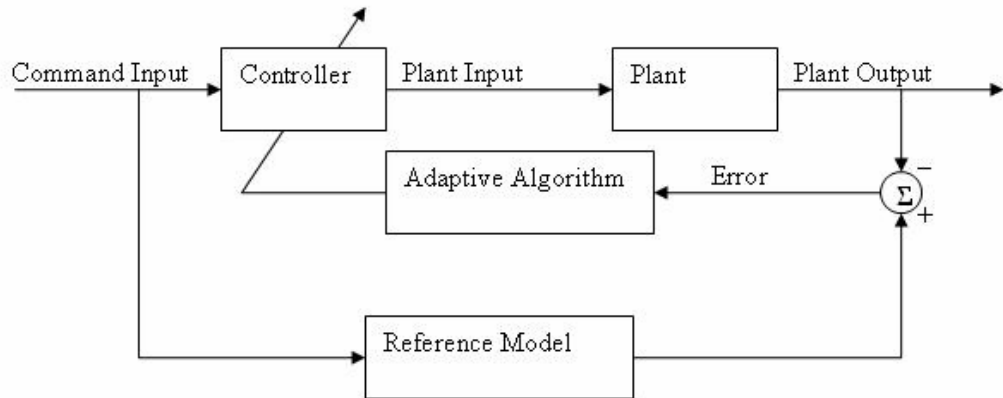 Command Input
Controller
Plant Input
Plant
Plant Output
Adaptive Algorithm
Error
−
Σ
+
Reference Model